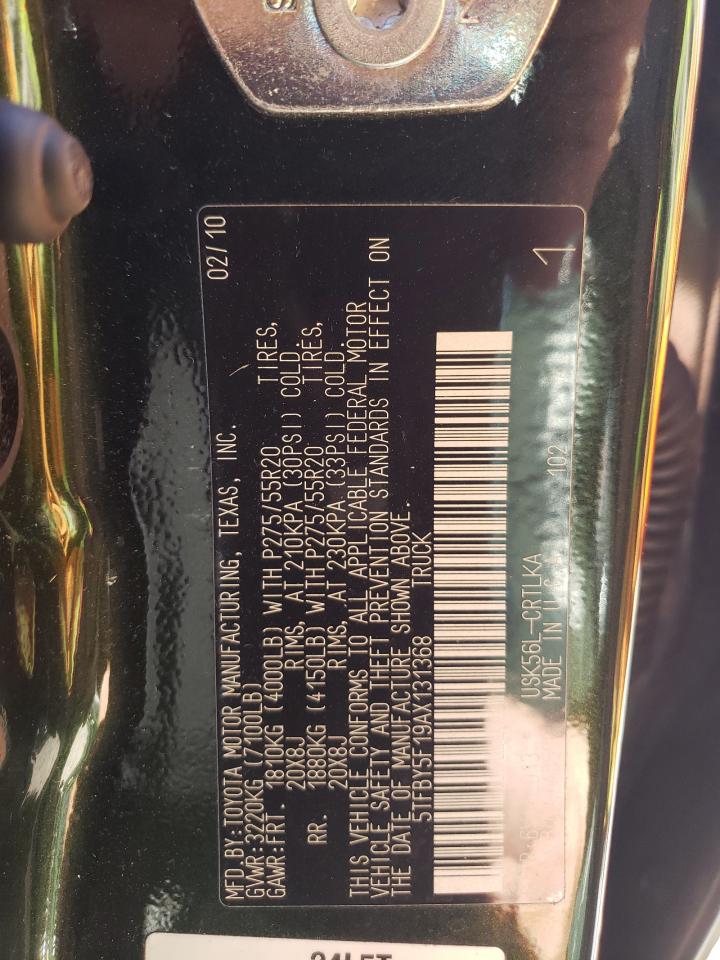 MFD.BY:TOYOTA MOTOR MANUFACTURING, TEXAS, INC. 02/10
GVWR:3220KG (7100LB)
GAWR:FRT. 1810KG (4000LB) WITH P275/55R20 TIRES,
20X8J RIMS, AT 210KPA (30PSI) COLD
RR. 1880KG (4150LB) WITH P275/55R20 TIRES,
20X8J RIMS, AT 230KPA (33PSI) COLD.
THIS VEHICLE CONFORMS TO ALL APPLICABLE FEDERAL MOTOR
VEHICLE SAFETY AND THEFT PREVENTION STANDARDS IN EFFECT ON
THE DATE OF MANUFACTURE SHOWN ABOVE.
5TFBY5F19AX131368 TRUCK
USK56L-CRTLKA
MADE IN U.S.A. 102
1